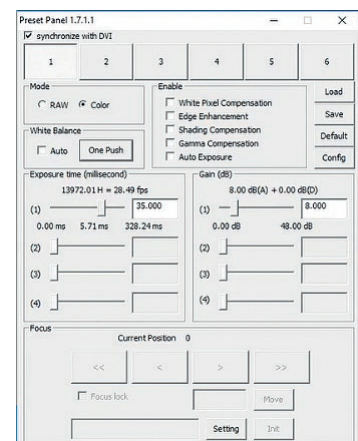 Preset Panel 1.7.1.1
synchronize with DVI
1 2 3 4 5 6
Mode
RAW Color
White Balance
Auto One Push
Enable
White Pixel Compensation
Edge Enhancement
Shading Compensation
Gamma Compensation
Auto Exposure
Load
Save
Default
Config
Exposure time (millisecond)
13972.01 H = 28.49 fps
(1) 35.000
0.00 ms 5.71 ms 328.24 ms
(2)
(3)
(4)
Gain (dB)
8.00 dB(A) + 0.00 dB(D)
(1) 8.000
0.00 dB 48.00 dB
(2)
(3)
(4)
Focus
Current Position 0
<< < > >>
Focus lock Move
Setting Init